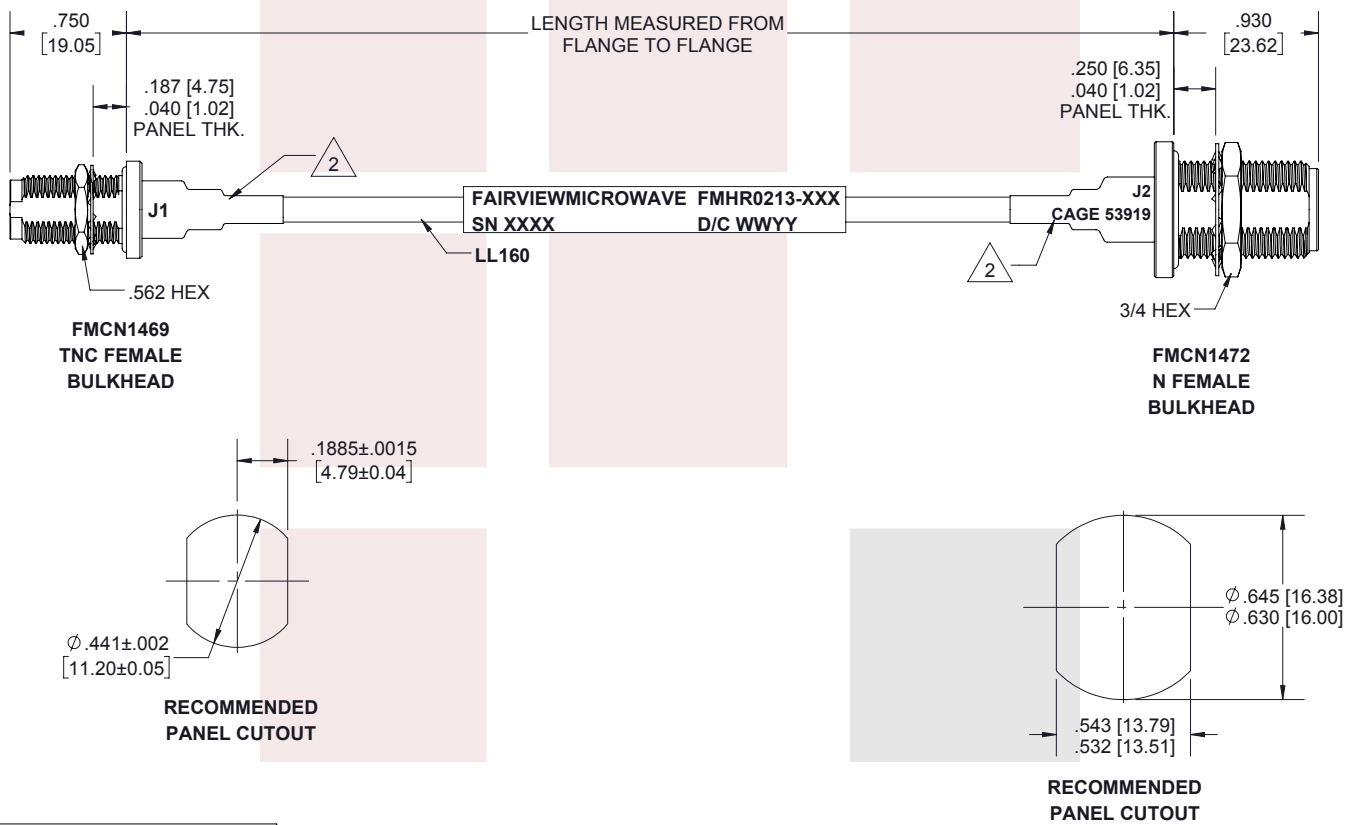 .750
[19.05]
LENGTH MEASURED FROM
FLANGE TO FLANGE
.930
[23.62]
.187 [4.75]
.040 [1.02]
PANEL THK.
.250 [6.35]
.040 [1.02]
PANEL THK.
2
J1
FAIRVIEWMICROWAVE FMHR0213-XXX
SN XXXX D/C WWYY
J2
CAGE 53919
LL160
2
.562 HEX
3/4 HEX
FMCN1469
TNC FEMALE
BULKHEAD
FMCN1472
N FEMALE
BULKHEAD
.1885±.0015
[4.79±0.04]
∅.441±.002
[11.20±0.05]
RECOMMENDED
PANEL CUTOUT
∅.645 [16.38]
∅.630 [16.00]
.543 [13.79]
.532 [13.51]
RECOMMENDED
PANEL CUTOUT